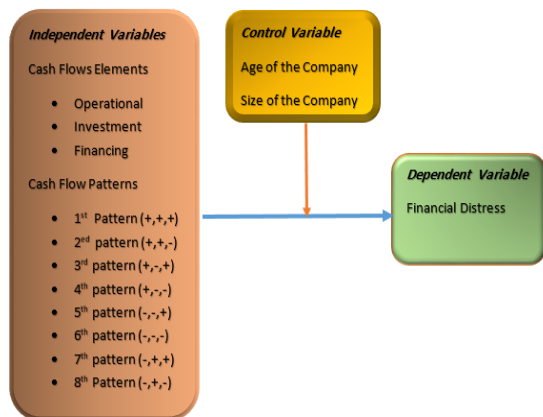 Independent Variables
Cash Flows Elements
• Operational
• Investment
• Financing
Cash Flow Patterns
• 1st Pattern (+,+,+)
• 2ed pattern (+,+,-)
• 3rd pattern (+,-,+)
• 4th pattern (+,-,-)
• 5th pattern (-,-,+)
• 6th pattern (-,-,-)
• 7th pattern (-,+,+)
• 8th Pattern (-,+,-)
Control Variable
Age of the Company
Size of the Company
Dependent Variable
Financial Distress